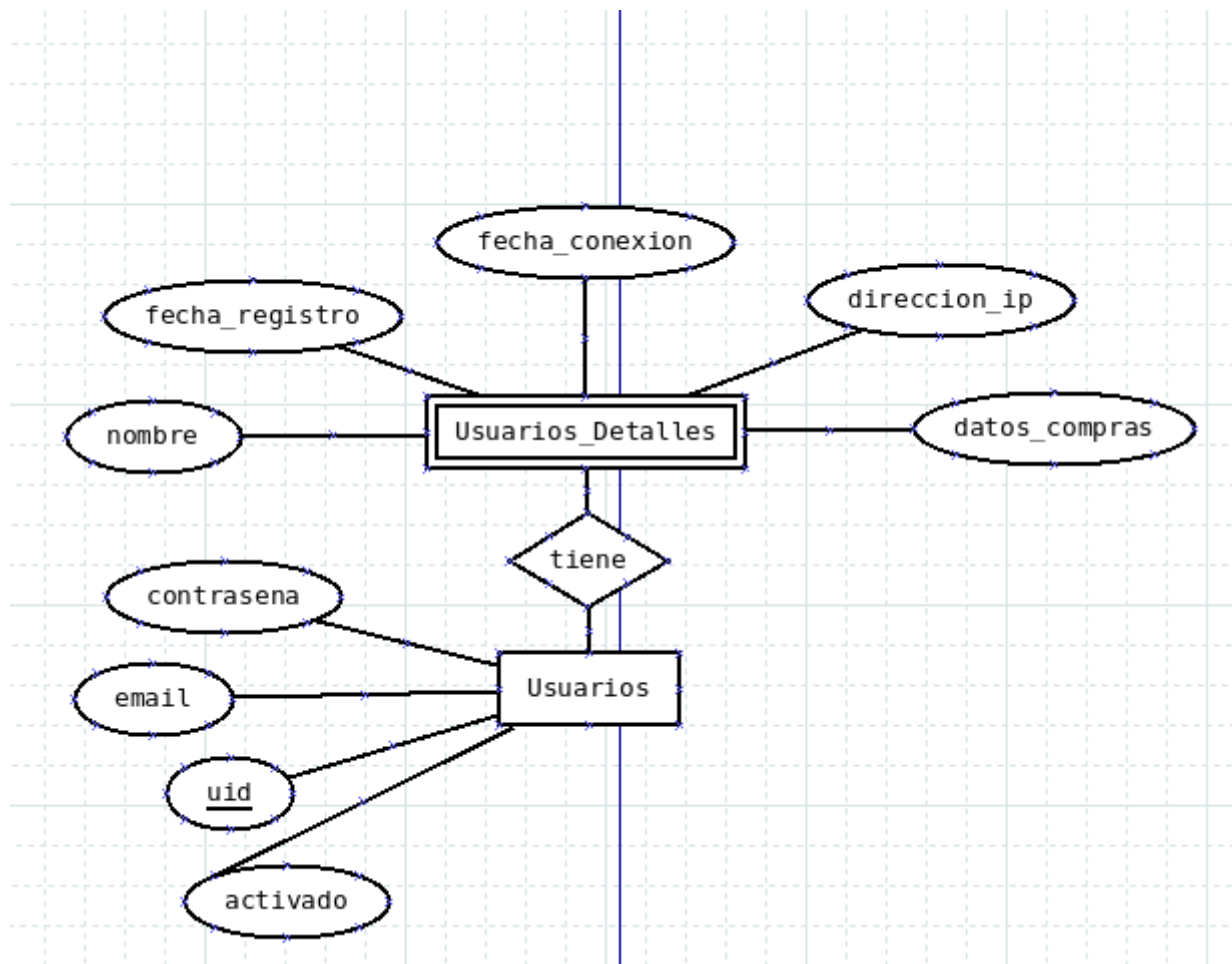 fecha_conexion
direccion_ip
fecha_registro
nombre
Usuarios_Detalles
datos_compras
tiene
contrasena
Usuarios
email
uid
activado